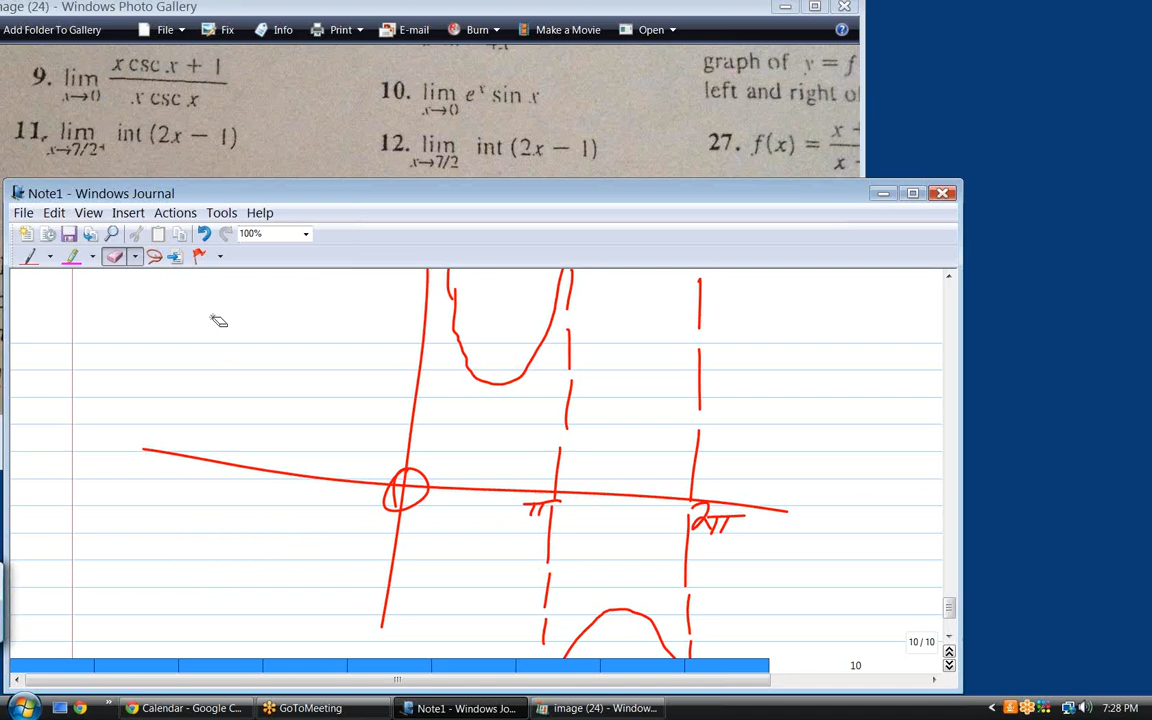 image (24) - Windows Photo Gallery
Add Folder To Gallery File Fix Info Print E-mail Burn Make a Movie Open
9. lim x→0 x csc x + 1 / x csc x
10. lim x→0 e^x sin x
graph of y = f
left and right of
11. lim x→7/2+ int (2x − 1)
12. lim x→7/2 int (2x − 1)
27. f(x) = x + / x
Note1 - Windows Journal
File Edit View Insert Actions Tools Help
100%
π
2π
10 / 10
10
Calendar - Google C...
GoToMeeting
Note1 - Windows Jo...
image (24) - Window...
7:28 PM